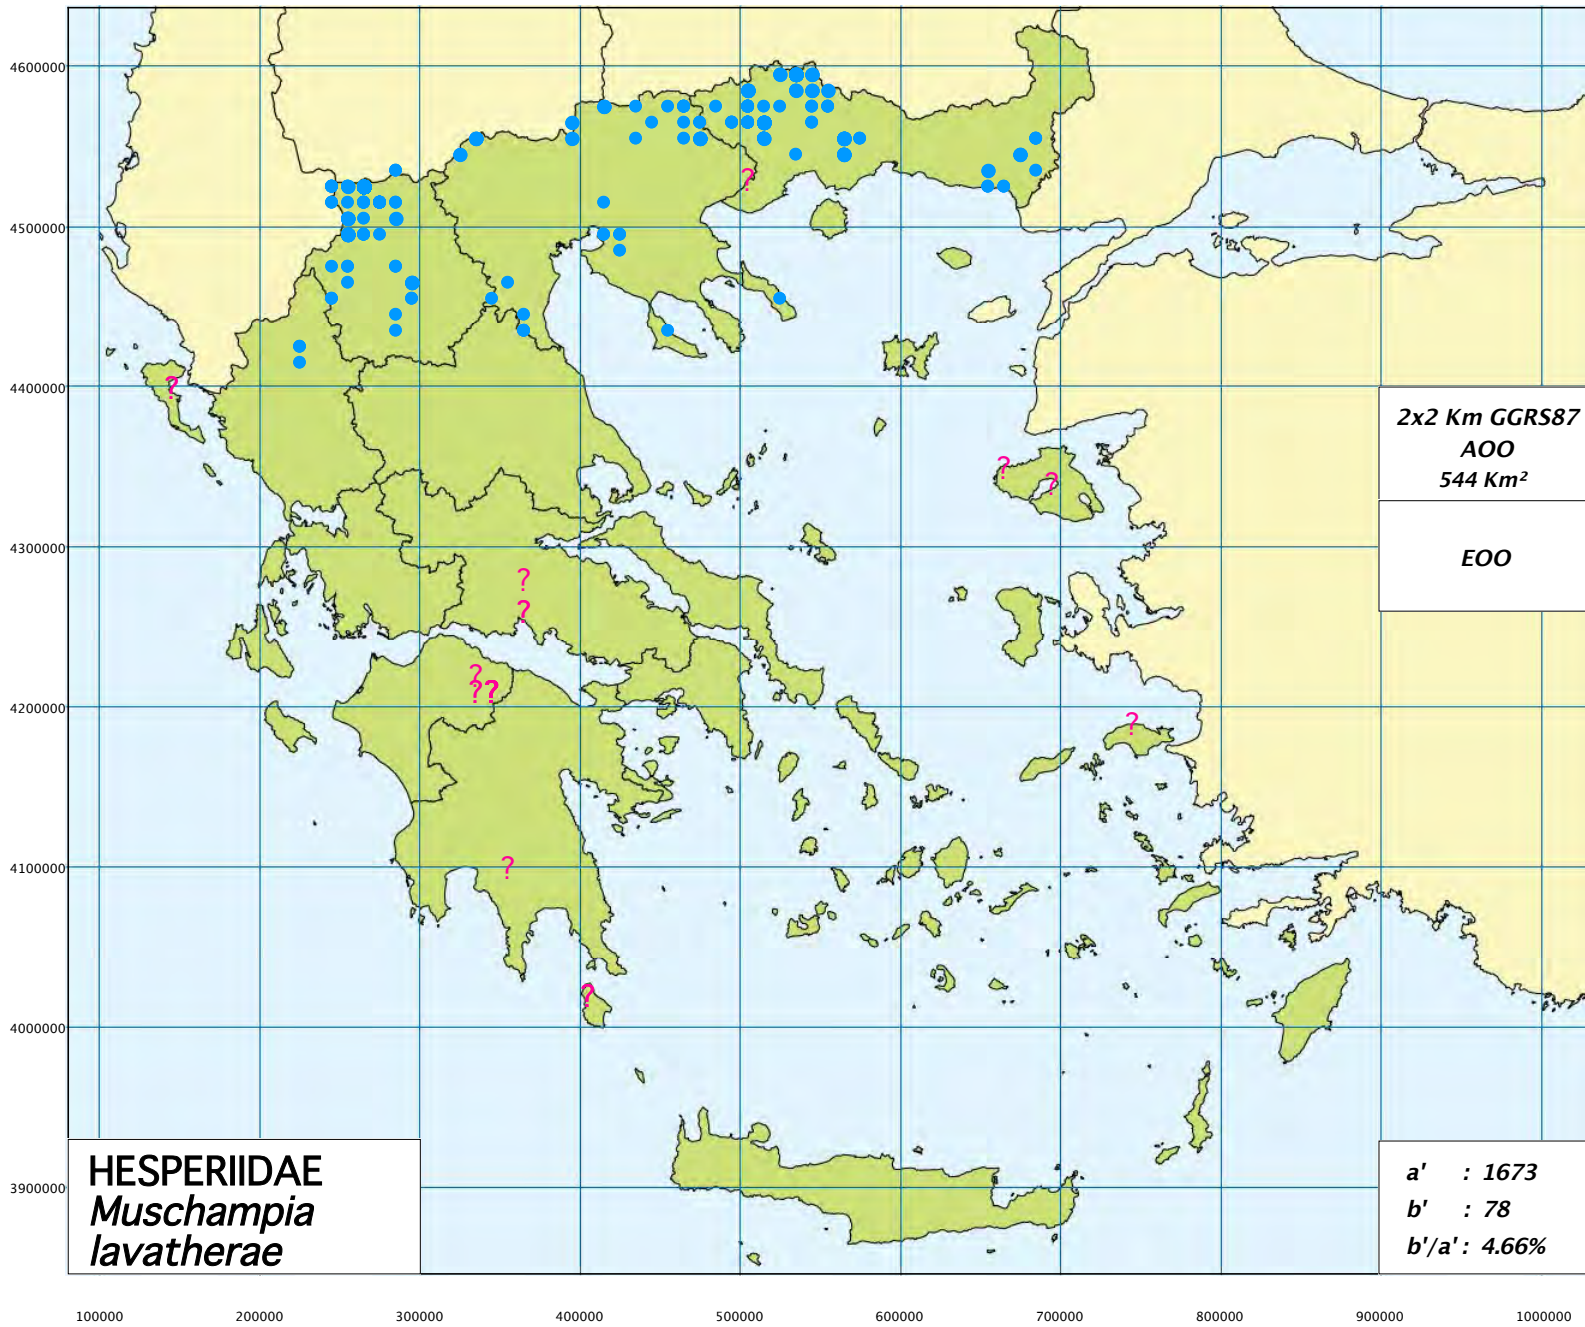 4600000
4500000
4400000
4300000
4200000
4100000
4000000
3900000
?
?
?
?
?
?
?
?
?
?
?
?
2x2 Km GGRS87
AOO
544 Km²
EOO
HESPERIIDAE
Muschampia
lavatherae
a' : 1673
b' : 78
b'/a' : 4.66%
100000 200000 300000 400000 500000 600000 700000 800000 900000 1000000